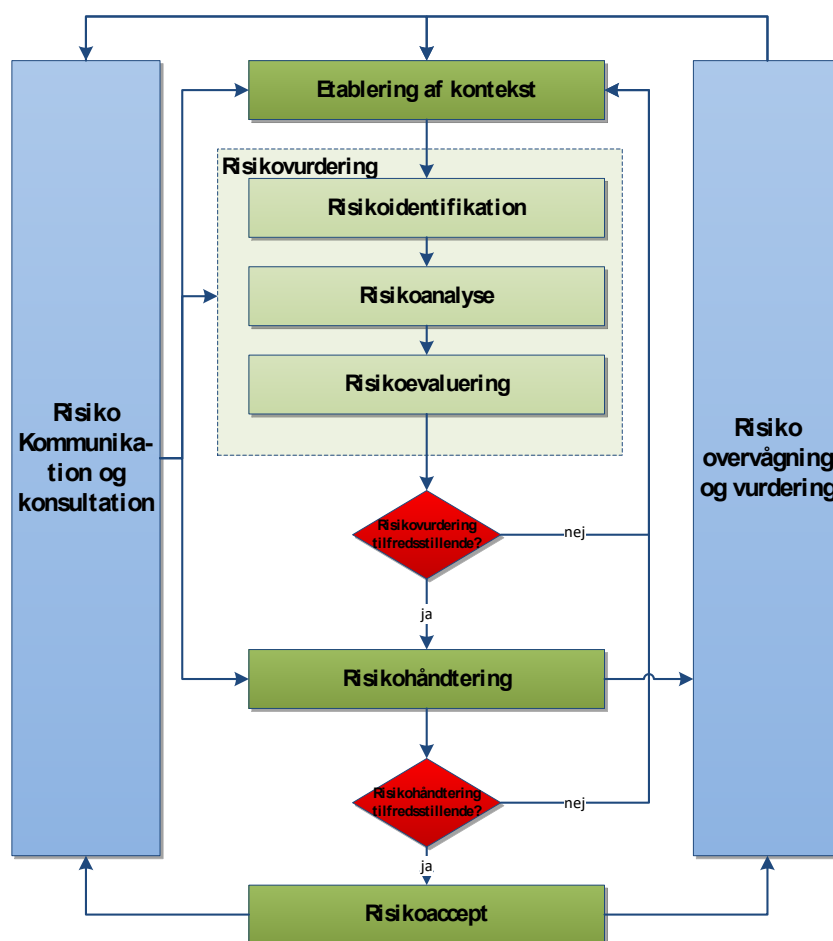 Etablering af kontekst
Risikovurdering
Risikoidentifikation
Risikoanalyse
Risikoevaluering
Risiko
Kommunika-
tion og
konsultation
Risiko
overvågning
og vurdering
Risikovurdering
tilfredsstillende?
nej
ja
Risikohåndtering
Risikohåndtering
tilfredsstillende?
nej
ja
Risikoaccept